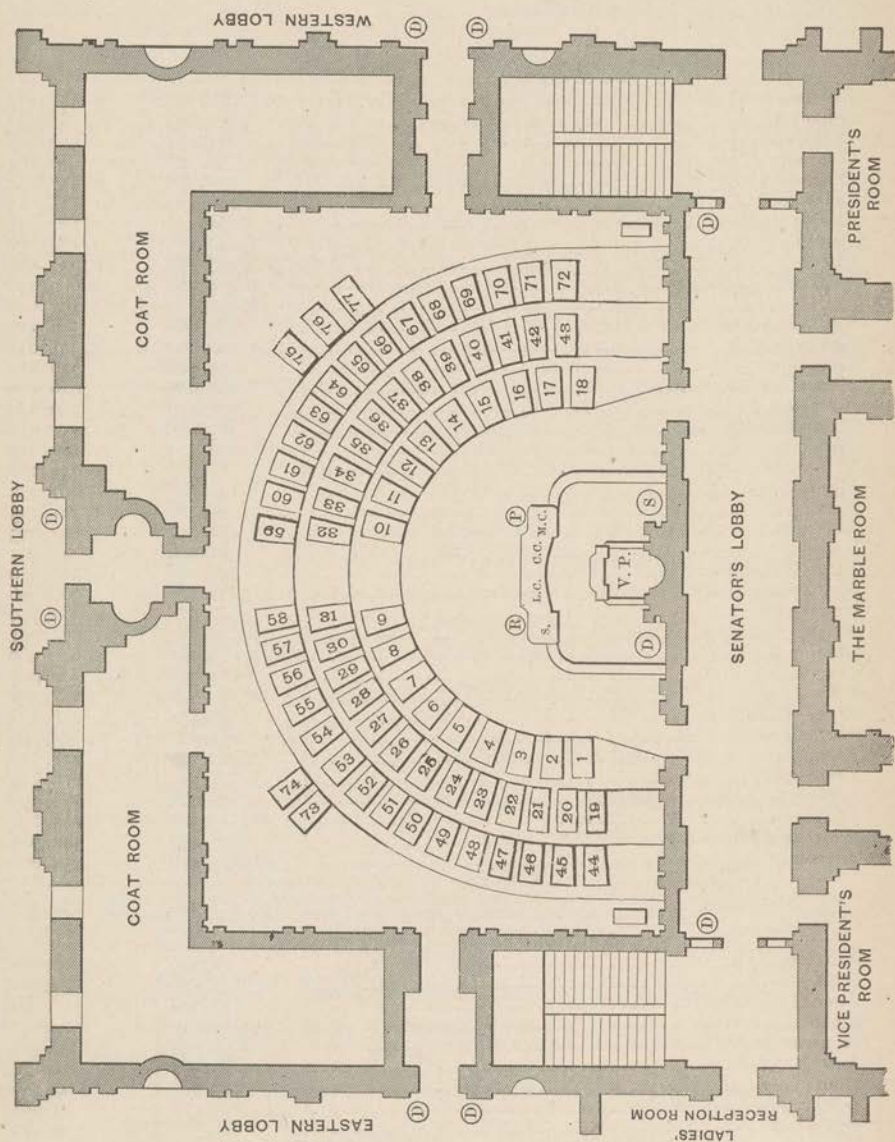 WESTERN LOBBY
D
D
COAT ROOM
PRESIDENT'S
ROOM
D
SOUTHERN LOBBY
D
D
75
76
77
59
60
61
62
63
64
65
66
67
68
69
70
71
72
32
33
34
35
36
37
38
39
40
41
42
43
10
11
12
13
14
15
16
17
18
P
S
S. L.C. C.C. M.C.
V. P.
R
D
SENATOR'S LOBBY
THE MARBLE ROOM
9
8
7
6
5
4
3
2
1
31
30
29
28
27
26
25
24
23
22
21
20
19
58
57
56
55
54
53
52
51
50
49
48
47
46
45
44
74
73
COAT ROOM
D
VICE PRESIDENT'S
ROOM
EASTERN LOBBY
D
D
LADIES'
RECEPTION ROOM